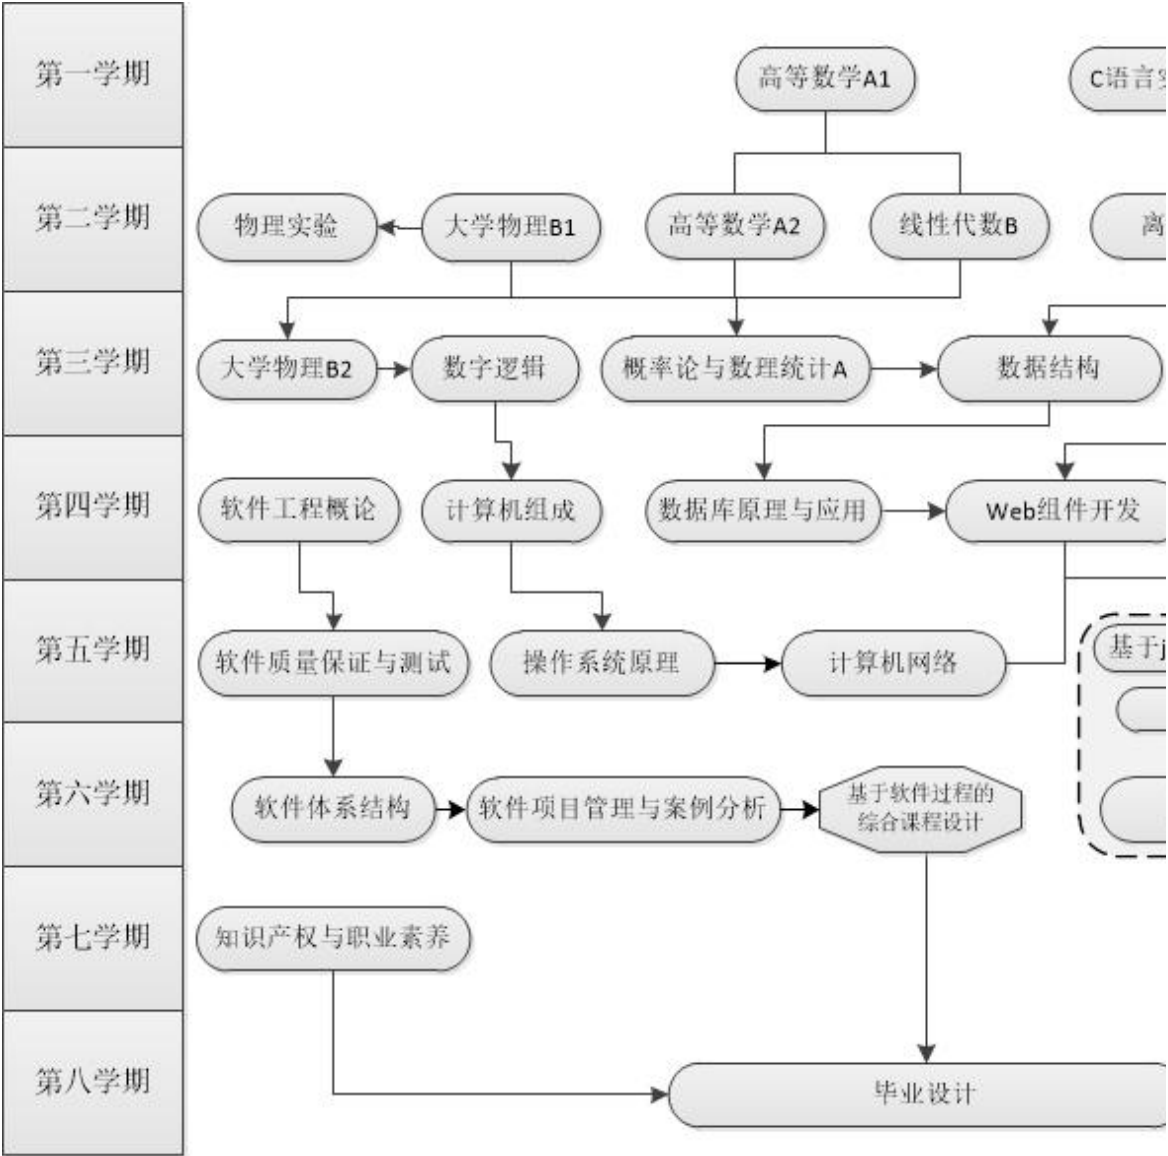 第一学期
高等数学A1
C语言
第二学期
物理实验
大学物理B1
高等数学A2
线性代数B
离
第三学期
大学物理B2
数字逻辑
概率论与数理统计A
数据结构
第四学期
软件工程概论
计算机组成
数据库原理与应用
Web组件开发
第五学期
软件质量保证与测试
操作系统原理
计算机网络
基于j
第六学期
软件体系结构
软件项目管理与案例分析
基于软件过程的
综合课程设计
第七学期
知识产权与职业素养
第八学期
毕业设计